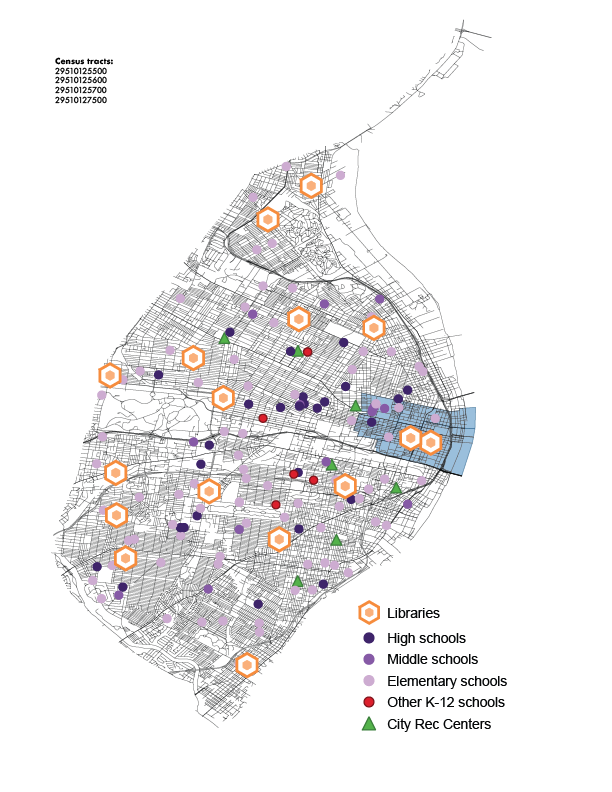 Census tracts:
29510125500
29510125600
29510125700
29510127500
Libraries
High schools
Middle schools
Elementary schools
Other K-12 schools
City Rec Centers